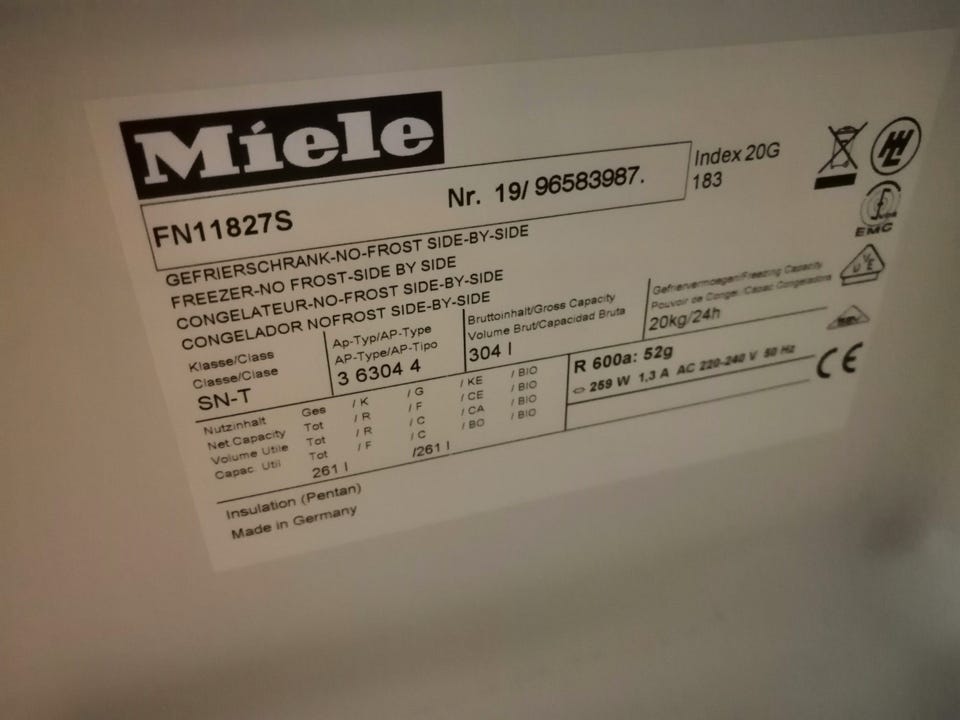 Miele
FN11827S Nr. 19/ 96583987. Index 20G
183
GEFRIERSCHRANK-NO-FROST SIDE-BY-SIDE
FREEZER-NO FROST-SIDE BY SIDE
CONGELATEUR-NO-FROST SIDE-BY-SIDE
CONGELADOR NOFROST SIDE-BY-SIDE
Klasse/Class
Classe/Clase
SN-T
Ap-Typ/AP-Type
AP-Type/AP-Tipo
3 6304 4
Bruttoinhalt/Gross Capacity
Volume Brut/Capacidad Bruta
304 l
Gefriervermoegen/Freezing Capacity
Pouvoir de Congel./Capac.Congeladora
20kg/24h
Nutzinhalt Ges / K / G / KE / BIO
Net Capacity Tot / R / F / CE / BIO
Volume Utile Tot / R / C / CA / BIO
Capac. Util Tot / F / C / BO / BIO
261 l /261 l
R 600a: 52g
259 W 1,3 A AC 220-240 V 50 Hz
Insulation (Pentan)
Made in Germany
EMC
CE